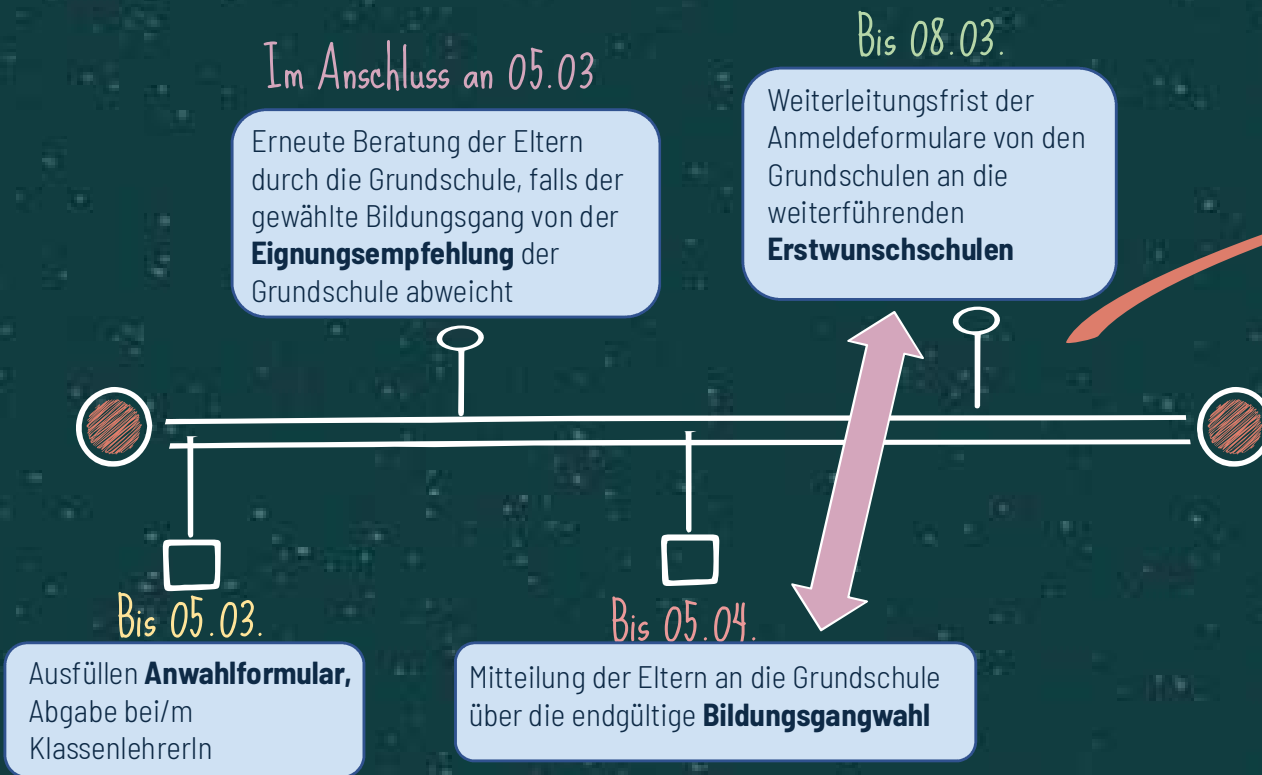 Im Anschluss an 05.03
Erneute Beratung der Eltern
durch die Grundschule, falls der
gewählte Bildungsgang von der
Eignungsempfehlung der
Grundschule abweicht
Bis 08.03.
Weiterleitungsfrist der
Anmeldeformulare von den
Grundschulen an die
weiterführenden
Erstwunschschulen
Bis 05.03.
Ausfüllen Anwahlformular,
Abgabe bei/m
KlassenlehrerIn
Bis 05.04.
Mitteilung der Eltern an die Grundschule
über die endgültige Bildungsgangwahl